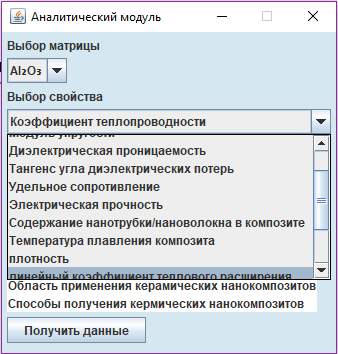 Аналитический модуль
Выбор матрицы
Al₂O₃
Выбор свойства
Коэффициент теплопроводности
Модуль упругости
Диэлектрическая проницаемость
Тангенс угла диэлектрических потерь
Удельное сопротивление
Электрическая прочность
Содержание нанотрубки/нановолокна в композите
Температура плавления композита
плотность
линейный коэффициент теплового расширения
Область применения керамических нанокомпозитов
Способы получения кермических нанокомпозитов
Получить данные